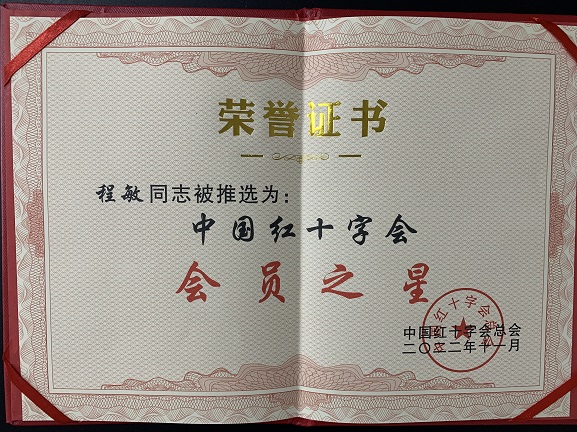 荣誉证书
程敏同志被推选为:
中国红十字会
会员之星
中国红十字会总会
二〇二二年十一月